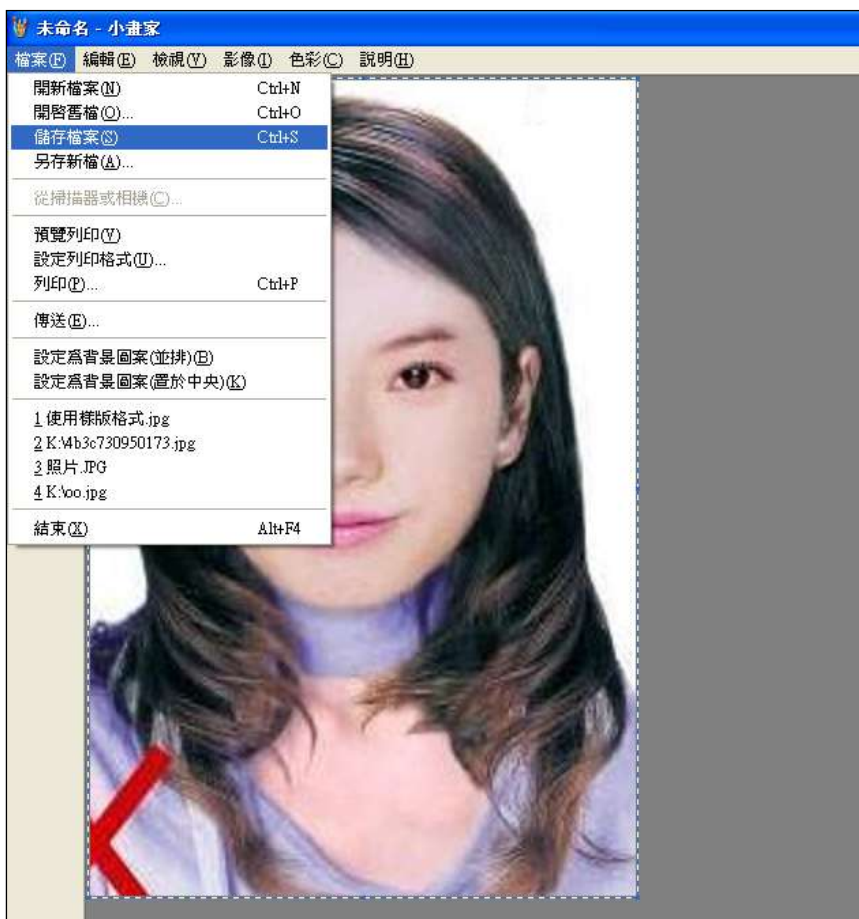 未命名 - 小畫家
檔案(F) 編輯(E) 檢視(V) 影像(I) 色彩(C) 說明(H)
開新檔案(N) Ctrl+N
開啓舊檔(O)... Ctrl+O
儲存檔案(S) Ctrl+S
另存新檔(A)...
從掃描器或相機(C)...
預覽列印(V)
設定列印格式(U)...
列印(P)... Ctrl+P
傳送(E)...
設定爲背景圖案(並排)(B)
設定爲背景圖案(置於中央)(K)
1 使用樣版格式.jpg
2 K:\4b3c730950173.jpg
3 照片.JPG
4 K:\oo.jpg
結束(X) Alt+F4